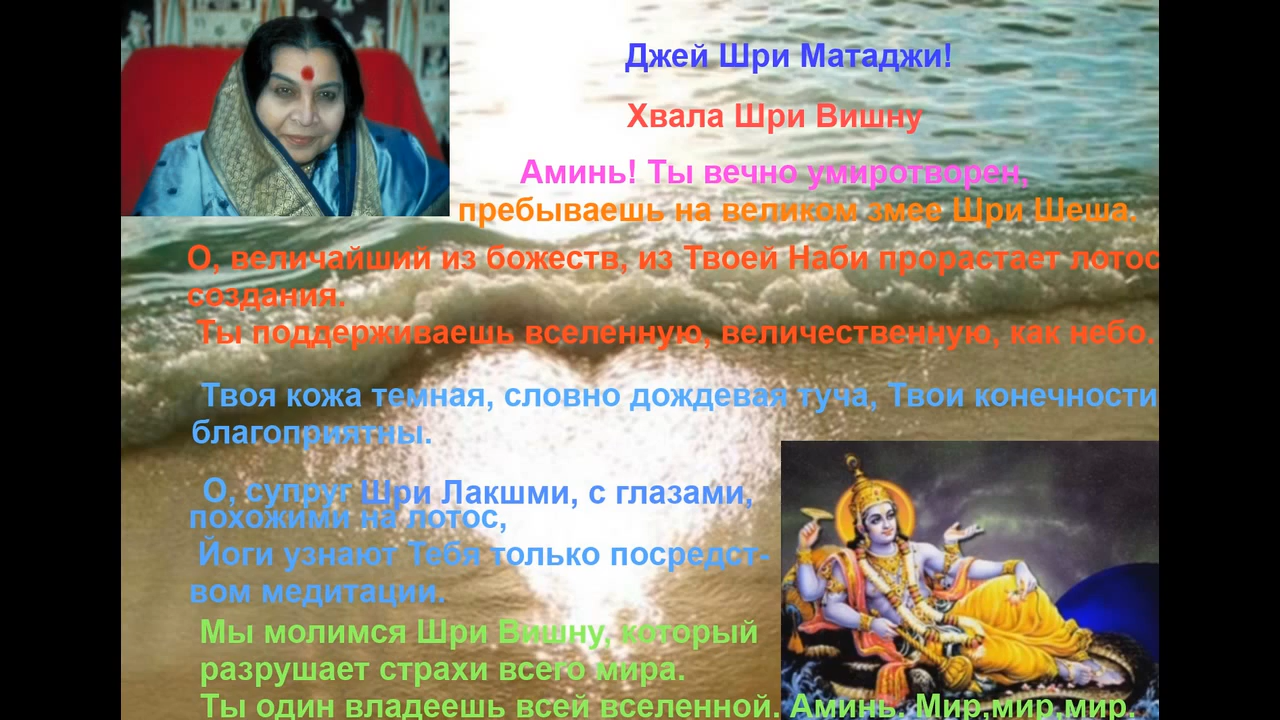 Джей Шри Матаджи!
Хвала Шри Вишну
Аминь! Ты вечно умиротворен,
пребываешь на великом змее Шри Шеша.
О, величайший из божеств, из Твоей Наби прорастает лотос
создания.
Ты поддерживаешь вселенную, величественную, как небо.
Твоя кожа темная, словно дождевая туча, Твои конечности
благоприятны.
О, супруг Шри Лакшми, с глазами,
похожими на лотос,
Йоги узнают Тебя только посредст-
вом медитации.
Мы молимся Шри Вишну, который
разрушает страхи всего мира.
Ты один владеешь всей вселенной. Аминь. Мир,мир,мир.